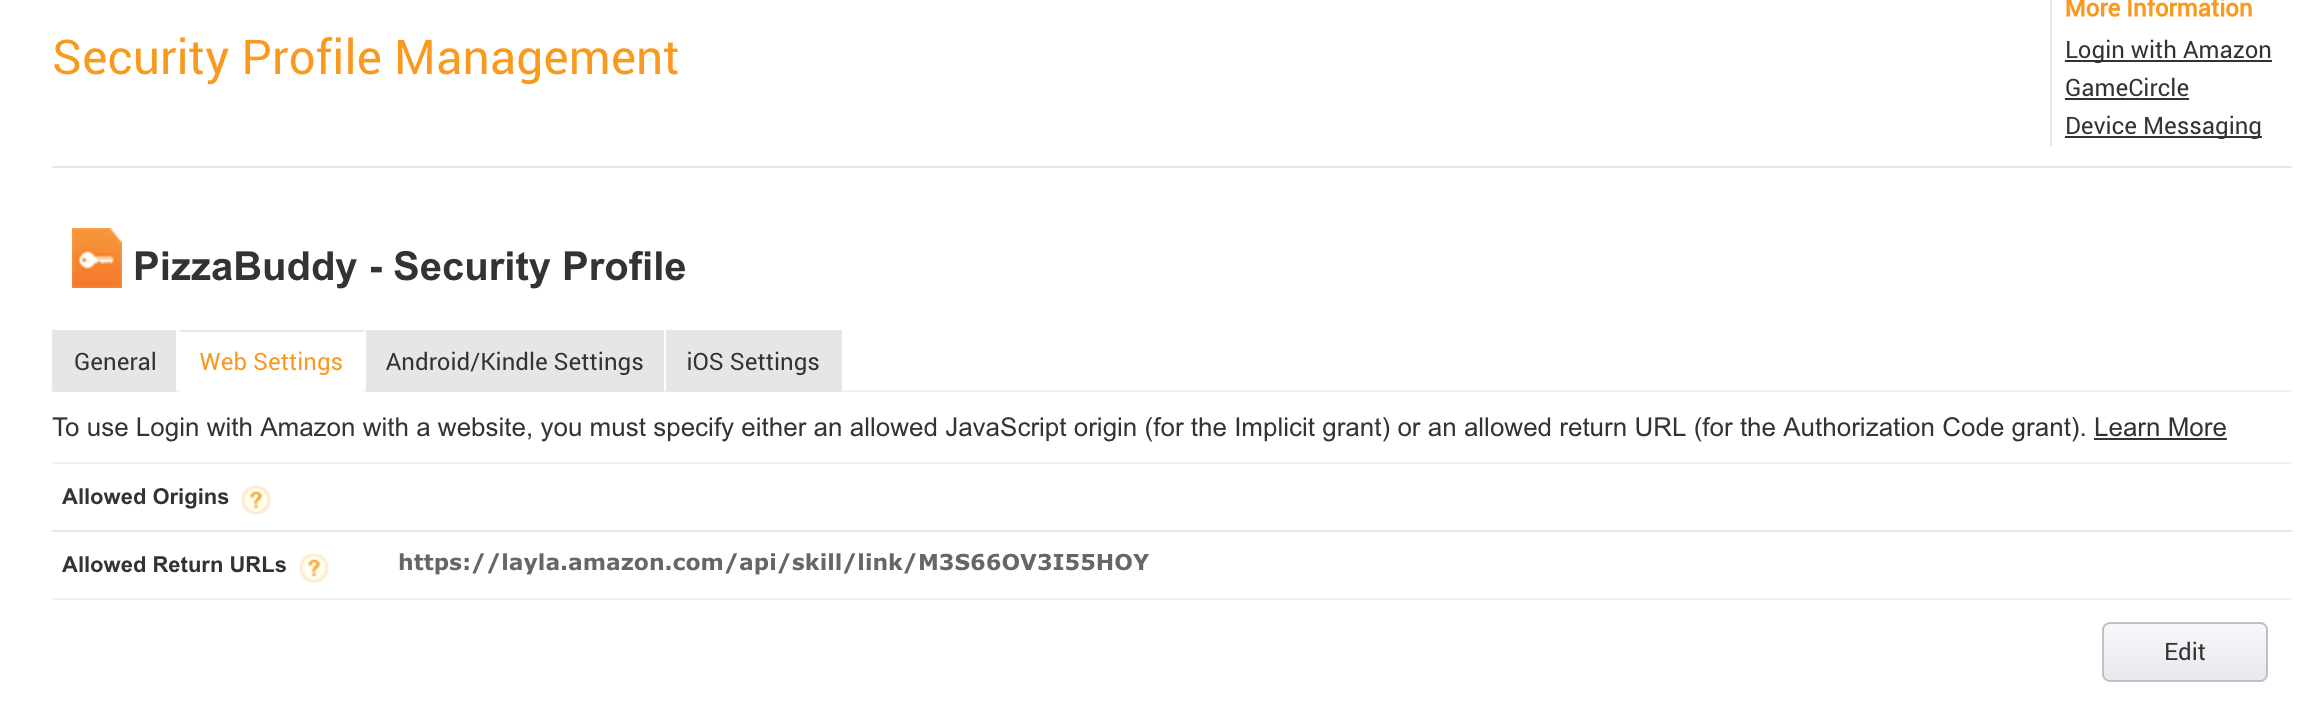 More Information
Security Profile Management
Login with Amazon
GameCircle
Device Messaging
PizzaBuddy - Security Profile
General Web Settings Android/Kindle Settings iOS Settings
To use Login with Amazon with a website, you must specify either an allowed JavaScript origin (for the Implicit grant) or an allowed return URL (for the Authorization Code grant). Learn More
Allowed Origins ?
Allowed Return URLs ? https://layla.amazon.com/api/skill/link/M3S66OV3I55HOY
Edit